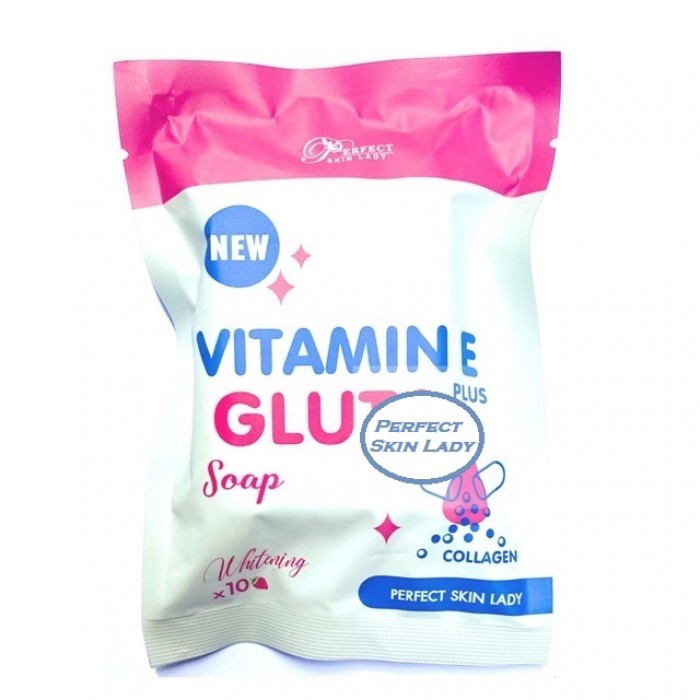 PERFECT
SKIN LADY
NEW
VITAMIN E
PLUS
GLUT
PERFECT
SKIN LADY
Soap
COLLAGEN
Whitening
x10
PERFECT SKIN LADY